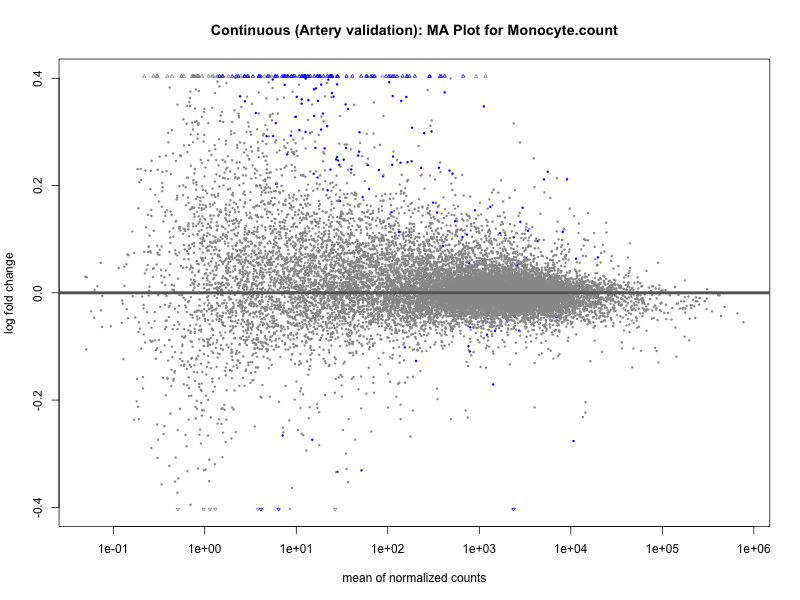 Continuous (Artery validation): MA Plot for Monocyte.count
0.4
0.2
0.0
-0.2
-0.4
log fold change
1e-01 1e+00 1e+01 1e+02 1e+03 1e+04 1e+05 1e+06
mean of normalized counts